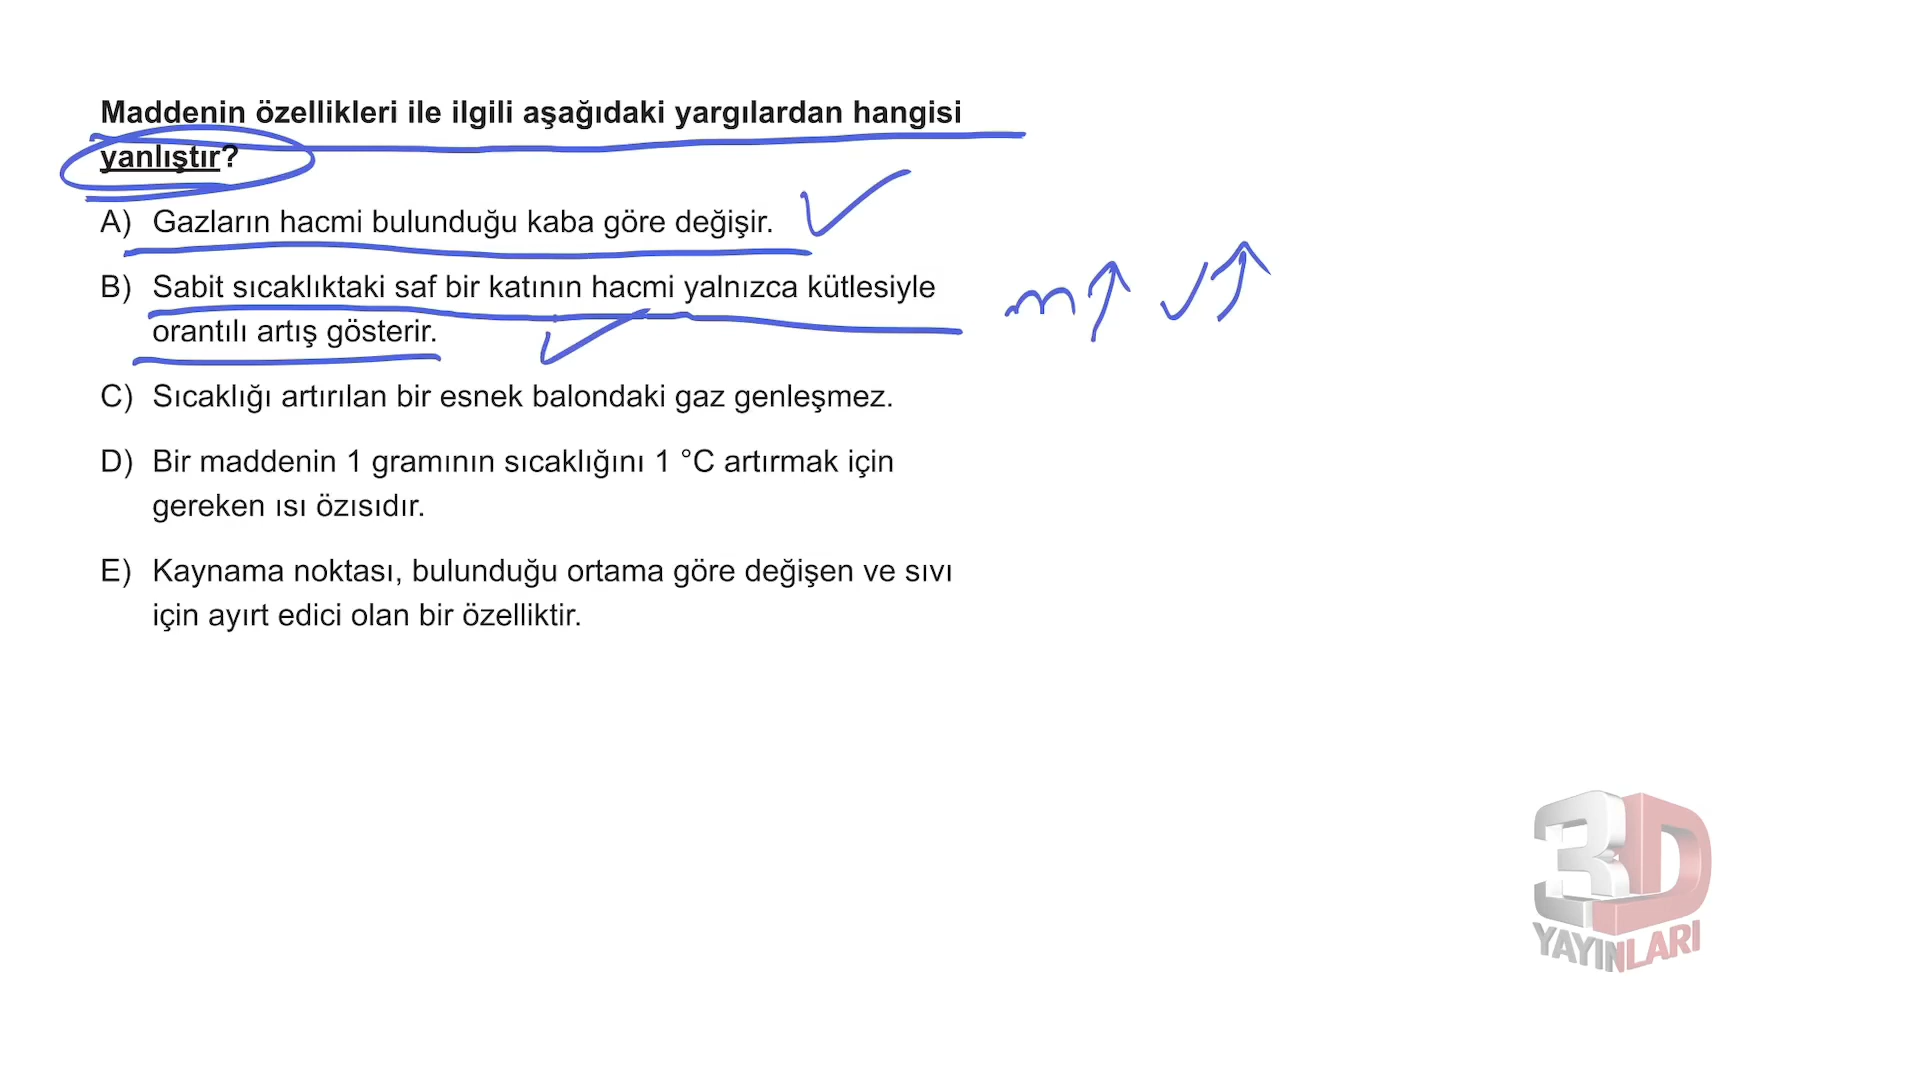 Maddenin özellikleri ile ilgili aşağıdaki yargılardan hangisi
yanlıştır?
A) Gazların hacmi bulunduğu kaba göre değişir.
B) Sabit sıcaklıktaki saf bir katının hacmi yalnızca kütlesiyle
orantılı artış gösterir.
m↑ V↑
C) Sıcaklığı artırılan bir esnek balondaki gaz genleşmez.
D) Bir maddenin 1 gramının sıcaklığını 1 °C artırmak için
gereken ısı özısıdır.
E) Kaynama noktası, bulunduğu ortama göre değişen ve sıvı
için ayırt edici olan bir özelliktir.
3D
YAYINLARI